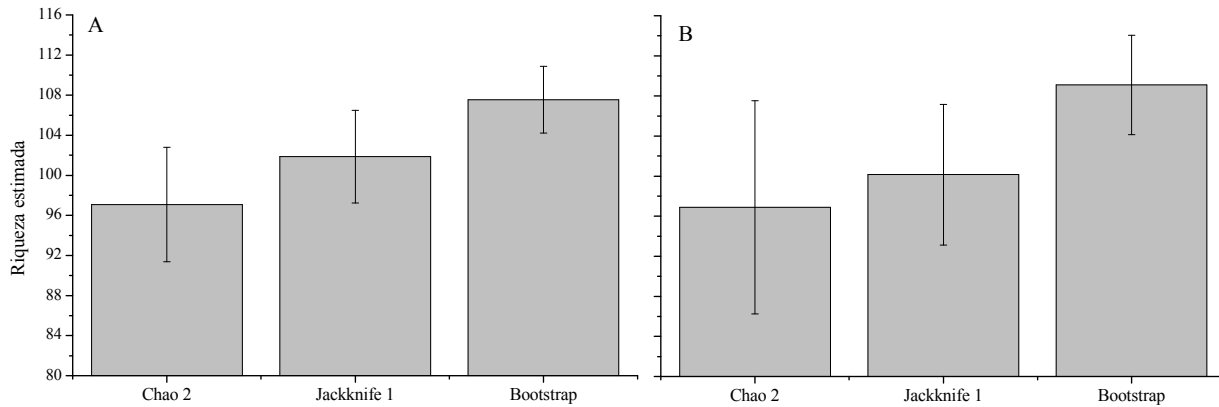 116
A
B
112
108
104
100
96
92
88
84
80
Riqueza estimada
Chao 2 Jackknife 1 Bootstrap Chao 2 Jackknife 1 Bootstrap